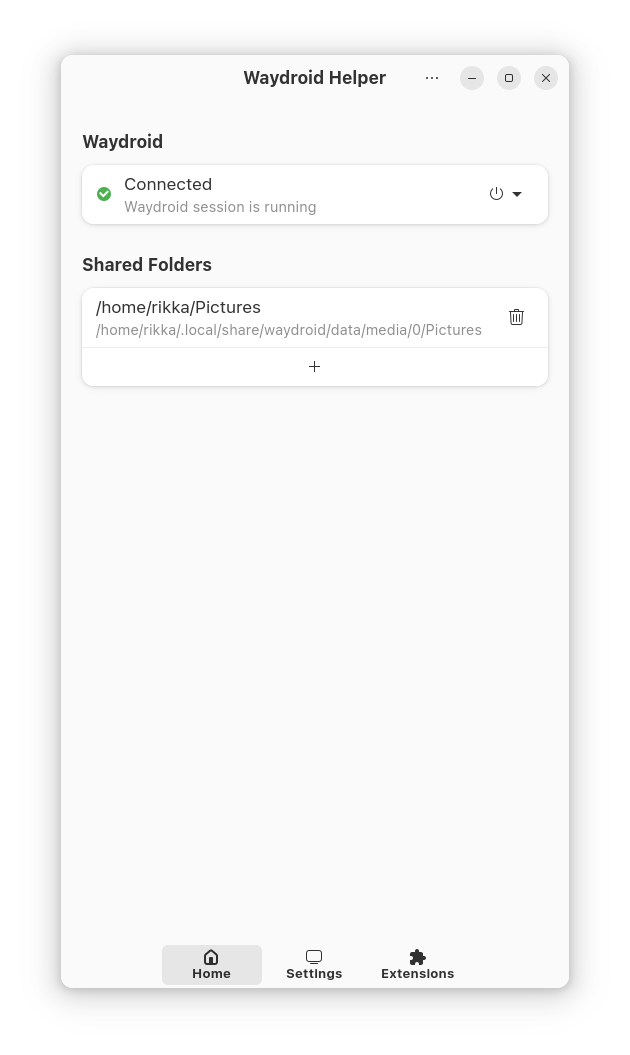 Waydroid Helper
Waydroid
Connected
Waydroid session is running
Shared Folders
/home/rikka/Pictures
/home/rikka/.local/share/waydroid/data/media/0/Pictures
Home
Settings
Extensions